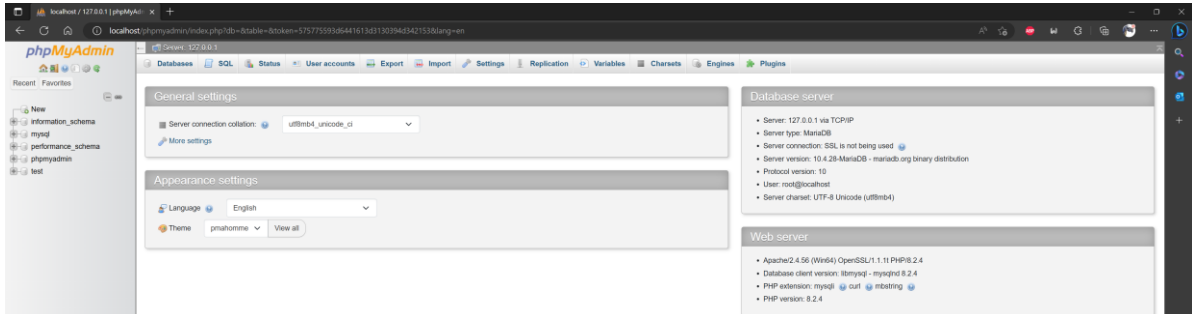 localhost / 127.0.0.1 | phpMyAdm
localhost/phpmyadmin/index.php?db=&table=&token=575775593d6441613d3130394d342153&lang=en
phpMyAdmin
Recent Favorites
New
information_schema
mysql
performance_schema
phpmyadmin
test
Server: 127.0.0.1
Databases SQL Status User accounts Export Import Settings Replication Variables Charsets Engines Plugins
General settings
Server connection collation: utf8mb4_unicode_ci
More settings
Appearance settings
Language English
Theme pmahomme View all
Database server
• Server: 127.0.0.1 via TCP/IP
• Server type: MariaDB
• Server connection: SSL is not being used
• Server version: 10.4.28-MariaDB - mariadb.org binary distribution
• Protocol version: 10
• User: root@localhost
• Server charset: UTF-8 Unicode (utf8mb4)
Web server
• Apache/2.4.56 (Win64) OpenSSL/1.1.1t PHP/8.2.4
• Database client version: libmysql - mysqlnd 8.2.4
• PHP extension: mysqli curl mbstring
• PHP version: 8.2.4